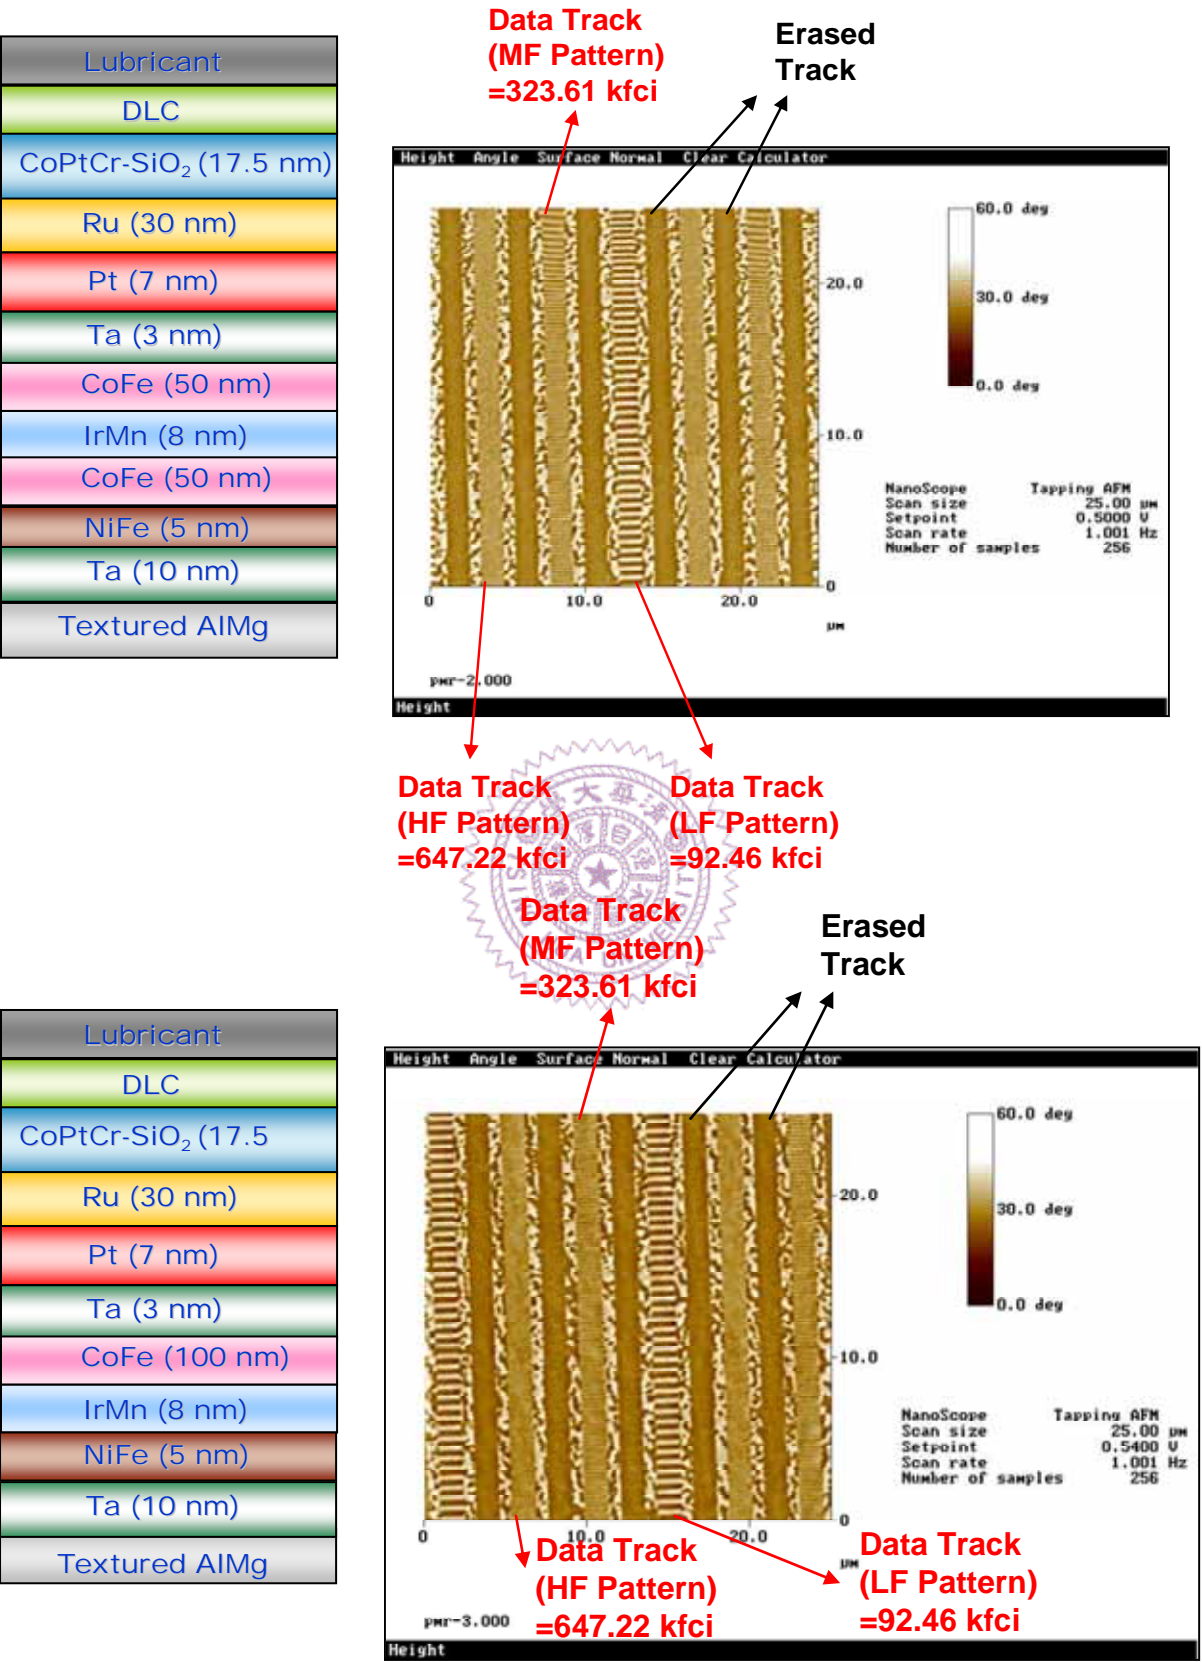 Data Track
(MF Pattern)
=323.61 kfci
Erased
Track
Lubricant
DLC
CoPtCr-SiO₂ (17.5 nm)
Ru (30 nm)
Pt (7 nm)
Ta (3 nm)
CoFe (50 nm)
IrMn (8 nm)
CoFe (50 nm)
NiFe (5 nm)
Ta (10 nm)
Textured AlMg
Height Angle Surface Normal Clear Calculator
60.0 deg
30.0 deg
0.0 deg
20.0
10.0
0
0 10.0 20.0
μM
NanoScope Tapping AFM
Scan size 25.00 μM
Setpoint 0.5000 V
Scan rate 1.001 Hz
Number of samples 256
pmr-2.000
Height
Data Track
(HF Pattern)
=647.22 kfci
Data Track
(LF Pattern)
=92.46 kfci
Data Track
(MF Pattern)
=323.61 kfci
Erased
Track
Lubricant
DLC
CoPtCr-SiO₂ (17.5
Ru (30 nm)
Pt (7 nm)
Ta (3 nm)
CoFe (100 nm)
IrMn (8 nm)
NiFe (5 nm)
Ta (10 nm)
Textured AlMg
Height Angle Surface Normal Clear Calculator
60.0 deg
30.0 deg
0.0 deg
20.0
10.0
0
0 10.0 20.0
μM
NanoScope Tapping AFM
Scan size 25.00 μM
Setpoint 0.5400 V
Scan rate 1.001 Hz
Number of samples 256
pmr-3.000
Height
Data Track
(HF Pattern)
=647.22 kfci
Data Track
(LF Pattern)
=92.46 kfci